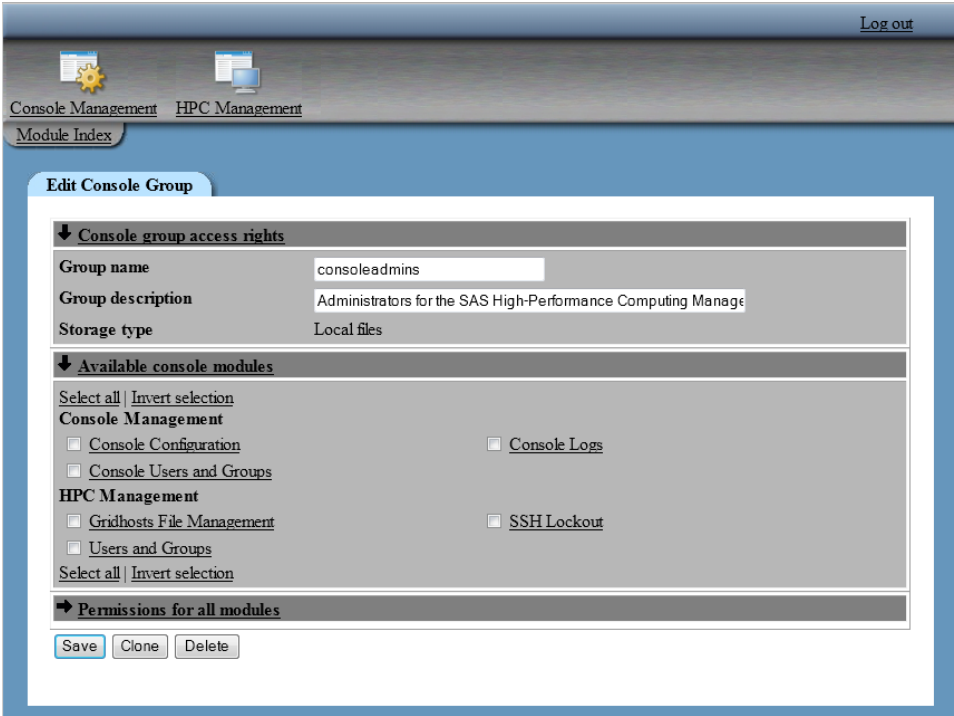 Log out
Console Management HPC Management
Module Index
Edit Console Group
Console group access rights
Group name consoleadmins
Group description Administrators for the SAS High-Performance Computing Manage
Storage type Local files
Available console modules
Select all | Invert selection
Console Management
Console Configuration Console Logs
Console Users and Groups
HPC Management
Gridhosts File Management SSH Lockout
Users and Groups
Select all | Invert selection
Permissions for all modules
Save Clone Delete